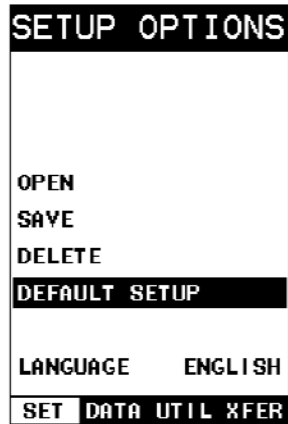 SETUP OPTIONS
OPEN
SAVE
DELETE
DEFAULT SETUP
LANGUAGE ENGLISH
SET DATA UTIL XFER